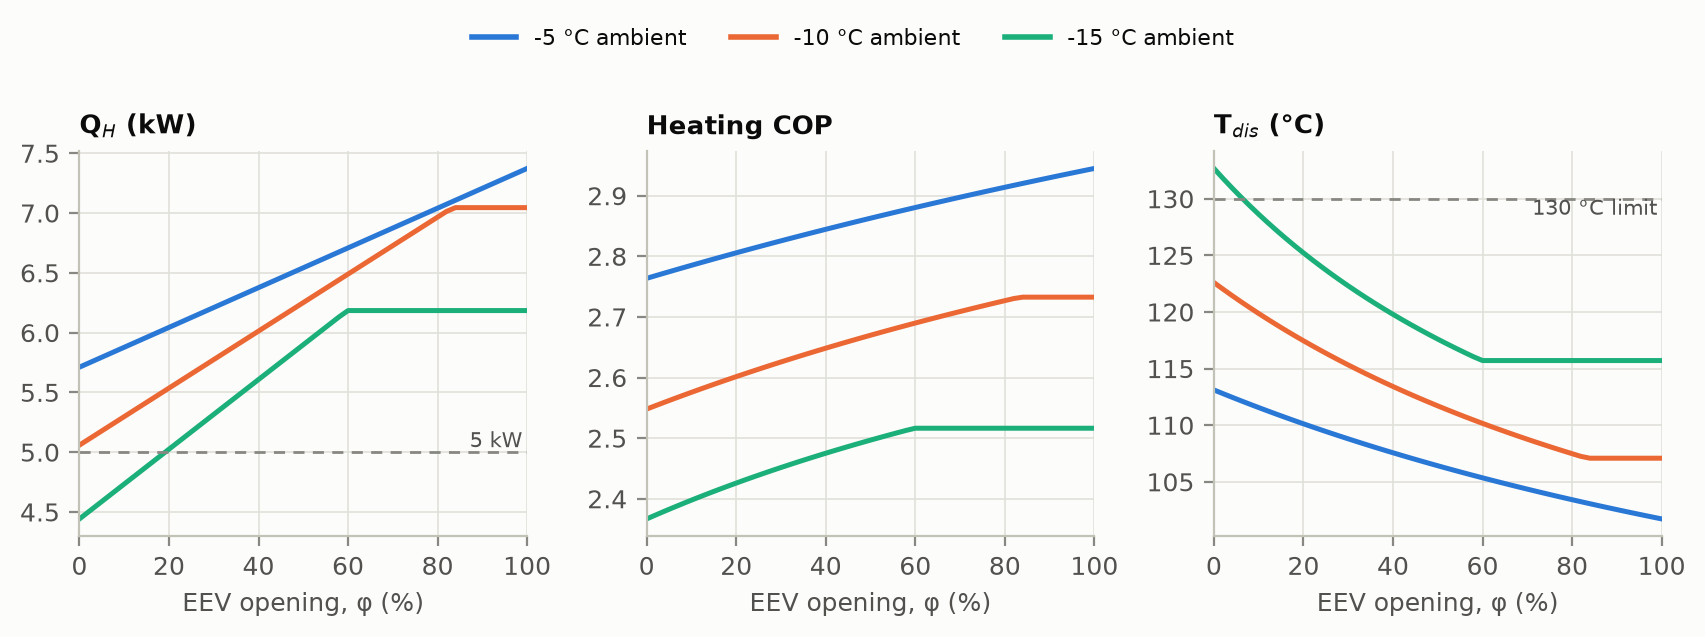 -5 °C ambient -10 °C ambient -15 °C ambient
Q_H (kW)
7.5
7.0
6.5
6.0
5.5
5.0
4.5
5 kW
0 20 40 60 80 100
EEV opening, φ (%)
Heating COP
2.9
2.8
2.7
2.6
2.5
2.4
0 20 40 60 80 100
EEV opening, φ (%)
T_dis (°C)
130
125
120
115
110
105
130 °C limit
0 20 40 60 80 100
EEV opening, φ (%)